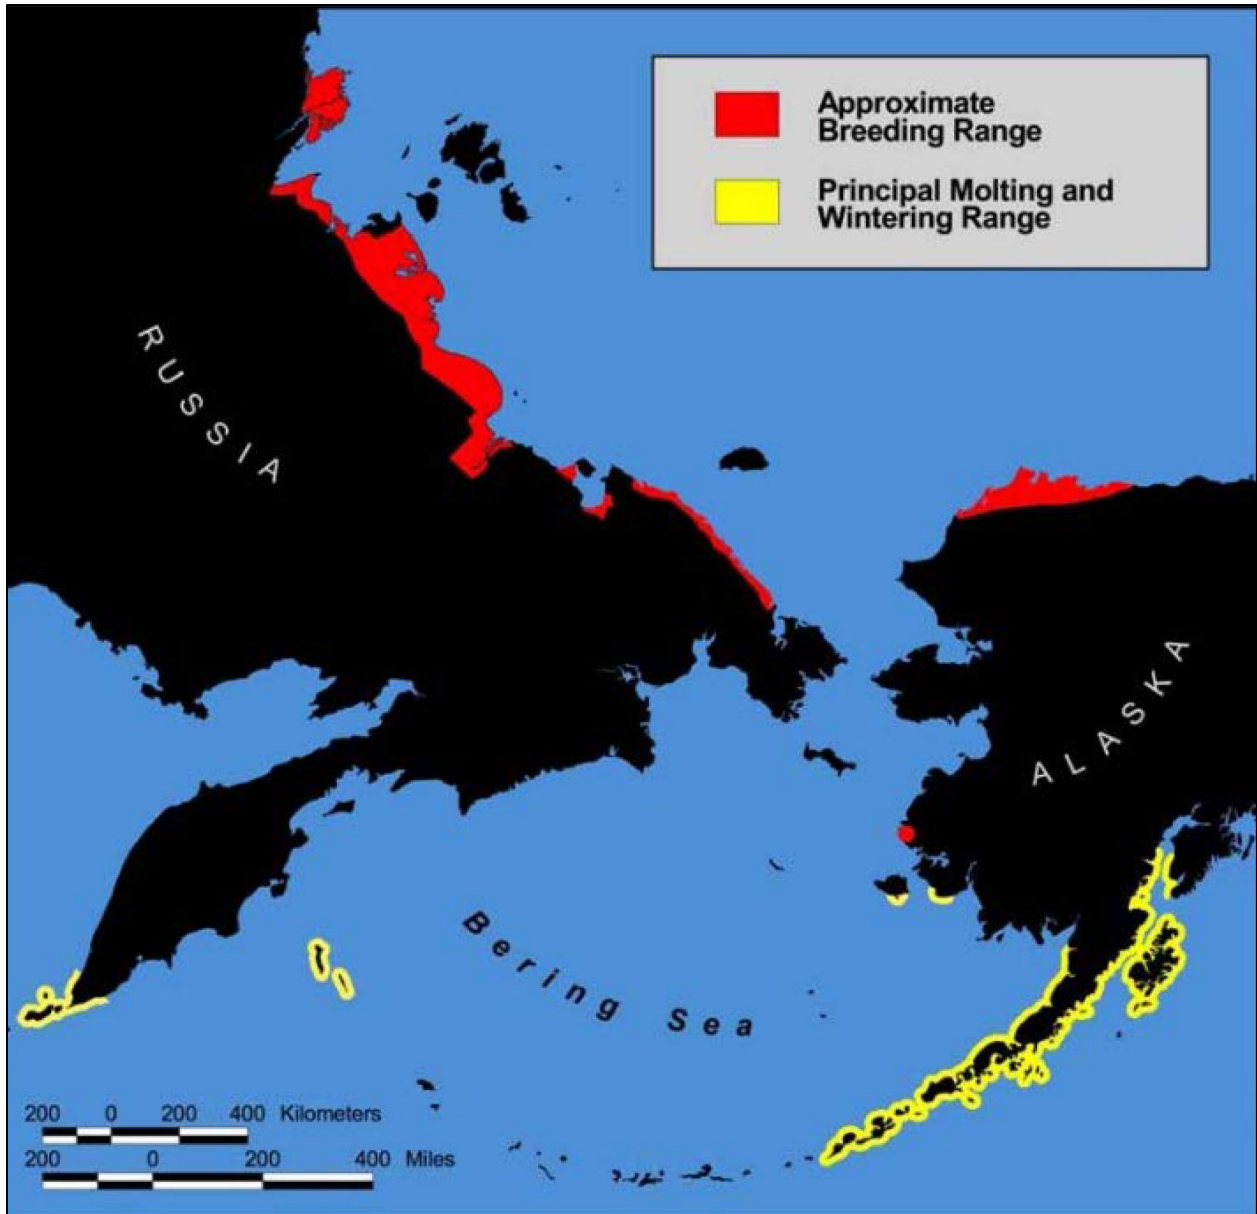 Approximate
Breeding Range
Principal Molting and
Wintering Range
RUSSIA
ALASKA
Bering Sea
200 0 200 400 Kilometers
200 0 200 400 Miles